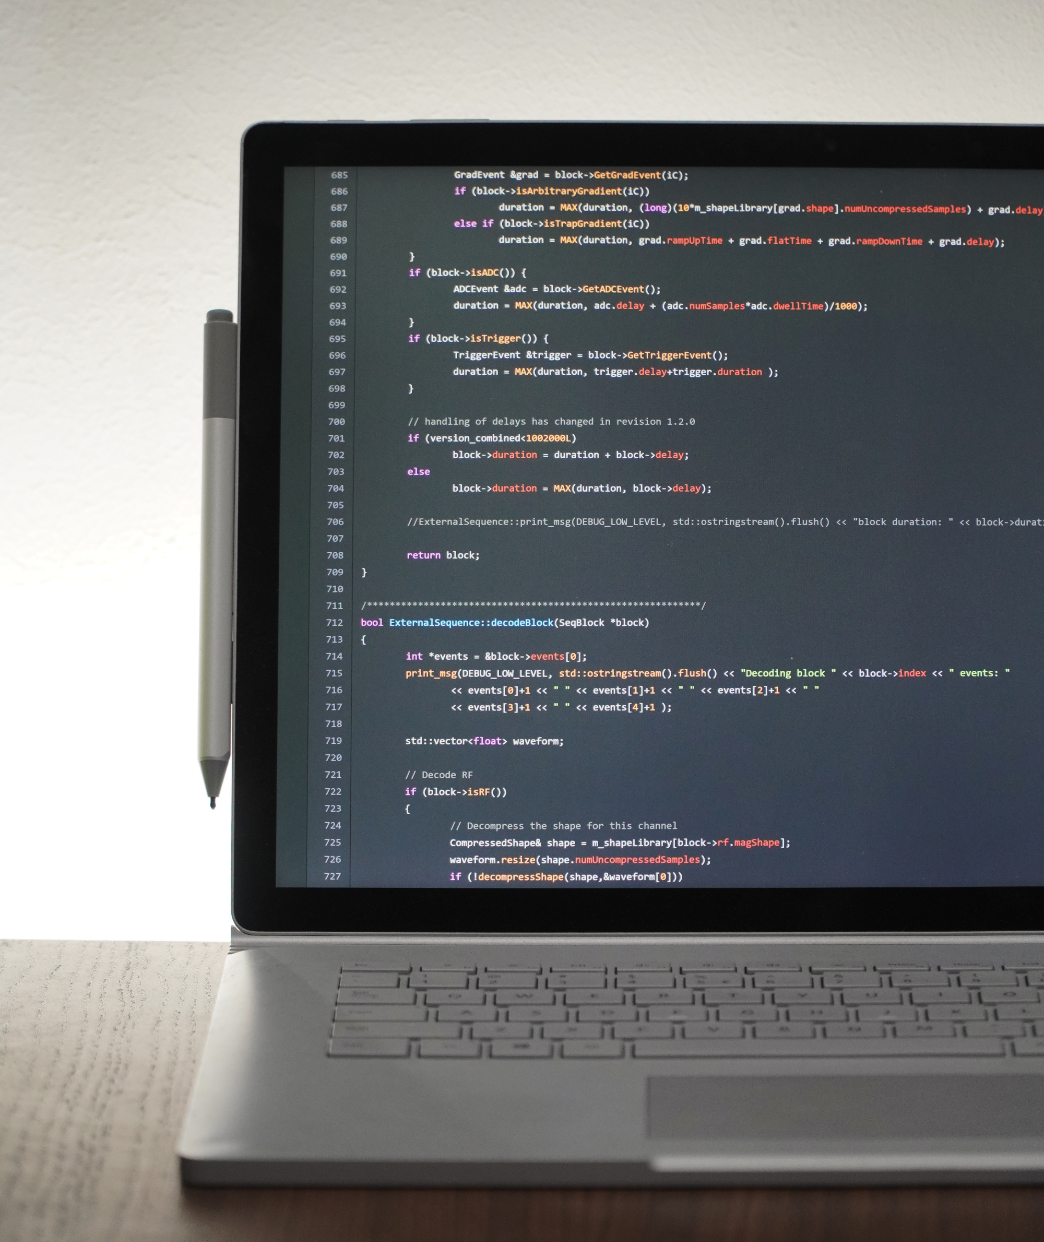 685 GradEvent &grad = block->GetGradEvent(iC);
686 if (block->isArbitraryGradient(iC))
687 duration = MAX(duration, (long)(10*m_shapeLibrary[grad.shape].numUncompressedSamples) + grad.delay
688 else if (block->isTrapGradient(iC))
689 duration = MAX(duration, grad.rampUpTime + grad.flatTime + grad.rampDownTime + grad.delay);
690 }
691 if (block->isADC()) {
692 ADCEvent &adc = block->GetADCEvent();
693 duration = MAX(duration, adc.delay + (adc.numSamples*adc.dwellTime)/1000);
694 }
695 if (block->isTrigger()) {
696 TriggerEvent &trigger = block->GetTriggerEvent();
697 duration = MAX(duration, trigger.delay+trigger.duration );
698 }
699
700 // handling of delays has changed in revision 1.2.0
701 if (version_combined<1002000L)
702 block->duration = duration + block->delay;
703 else
704 block->duration = MAX(duration, block->delay);
705
706 //ExternalSequence::print_msg(DEBUG_LOW_LEVEL, std::ostringstream().flush() << "block duration: " << block->durati
707
708 return block;
709 }
710
711 /***********************************************************/
712 bool ExternalSequence::decodeBlock(SeqBlock *block)
713 {
714 int *events = &block->events[0];
715 print_msg(DEBUG_LOW_LEVEL, std::ostringstream().flush() << "Decoding block " << block->index << " events: "
716 << events[0]+1 << " " << events[1]+1 << " " << events[2]+1 << " "
717 << events[3]+1 << " " << events[4]+1 );
718
719 std::vector<float> waveform;
720
721 // Decode RF
722 if (block->isRF())
723 {
724 // Decompress the shape for this channel
725 CompressedShape& shape = m_shapeLibrary[block->rf.magShape];
726 waveform.resize(shape.numUncompressedSamples);
727 if (!decompressShape(shape,&waveform[0]))